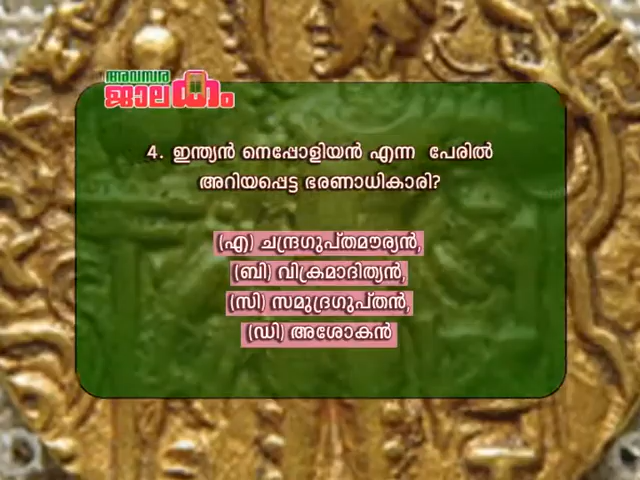 അവസര
ജാലകം
4. ഇന്ത്യൻ നെപ്പോളിയൻ എന്ന പേരിൽ
അറിയപ്പെട്ട ഭരണാധികാരി?
(എ) ചന്ദ്രഗുപ്തമൗര്യൻ,
(ബി) വിക്രമാദിത്യൻ,
(സി) സമുദ്രഗുപ്തൻ,
(ഡി) അശോകൻ